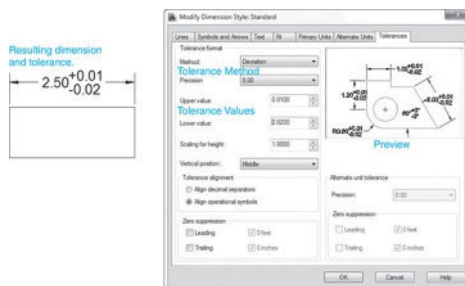 Resulting dimension
and tolerance.
2.50 +0.01
-0.02
Modify Dimension Style: Standard
Lines Symbols and Arrows Text Fit Primary Units Alternate Units Tolerances
Tolerance format
Method: Deviation
Tolerance Method
Precision 0.00
Upper value: 0.0100
Tolerance Values
Lower value: 0.0200
Scaling for height: 1.0000
Vertical position: Middle
Tolerance alignment
Align decimal separators
Align operational symbols
Zero suppression
Leading 0 feet
Trailing 0 inches
Preview
Alternate unit tolerance
Precision: 0.00
Zero suppression
Leading 0 feet
Trailing 0 inches
OK Cancel Help